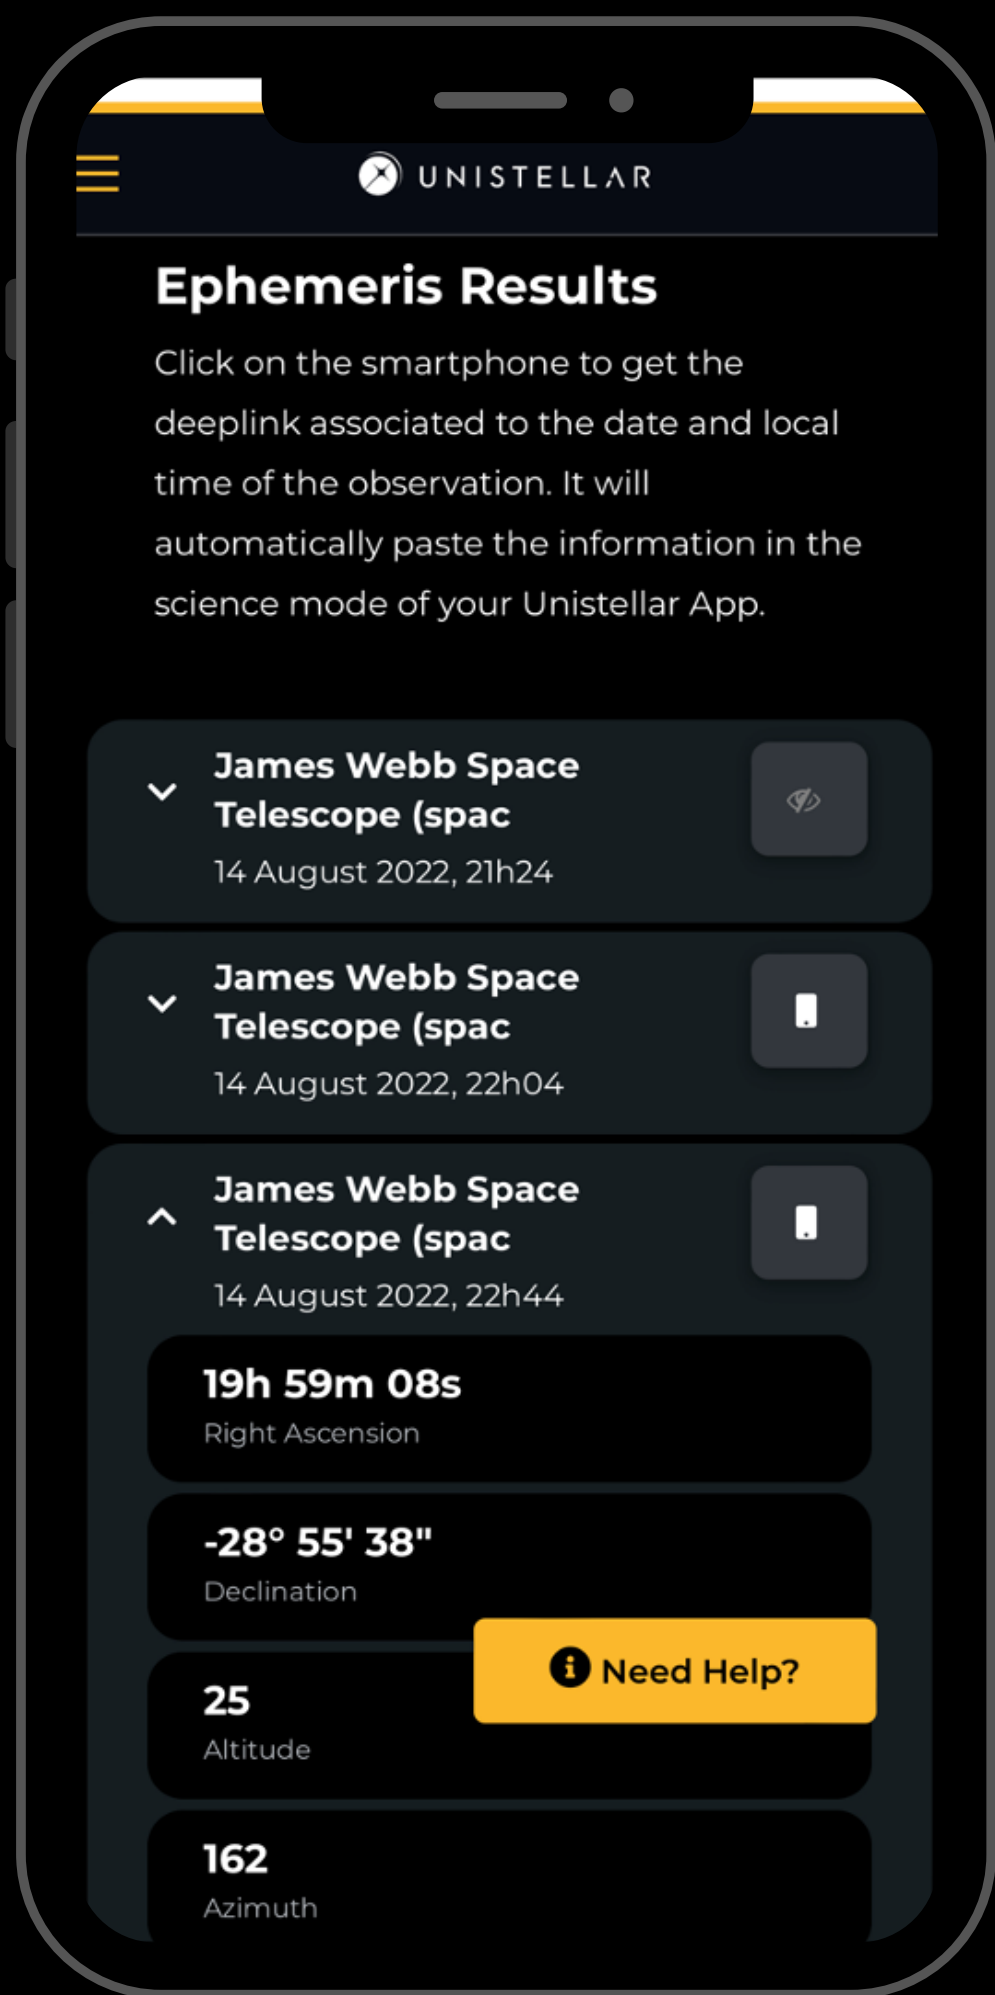 UNISTELLAR
Ephemeris Results
Click on the smartphone to get the
deeplink associated to the date and local
time of the observation. It will
automatically paste the information in the
science mode of your Unistellar App.
James Webb Space
Telescope (spac
14 August 2022, 21h24
James Webb Space
Telescope (spac
14 August 2022, 22h04
James Webb Space
Telescope (spac
14 August 2022, 22h44
19h 59m 08s
Right Ascension
-28° 55' 38"
Declination
Need Help?
25
Altitude
162
Azimuth